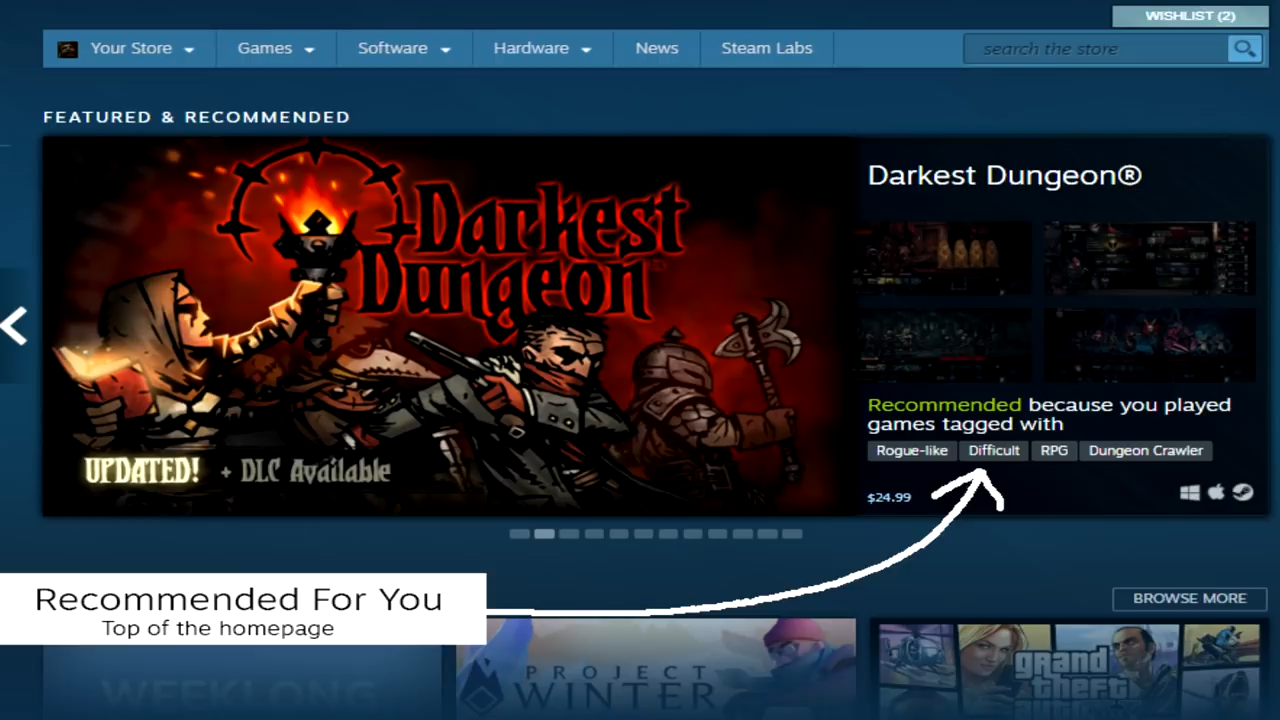 WISHLIST (2)
Your Store
Games
Software
Hardware
News
Steam Labs
search the store
FEATURED & RECOMMENDED
Darkest
Dungeon
UPDATED! + DLC Available
Darkest Dungeon®
Recommended because you played
games tagged with
Rogue-like
Difficult
RPG
Dungeon Crawler
$24.99
Recommended For You
Top of the homepage
BROWSE MORE
WEEKLONG
PROJECT
WINTER
grand
theft